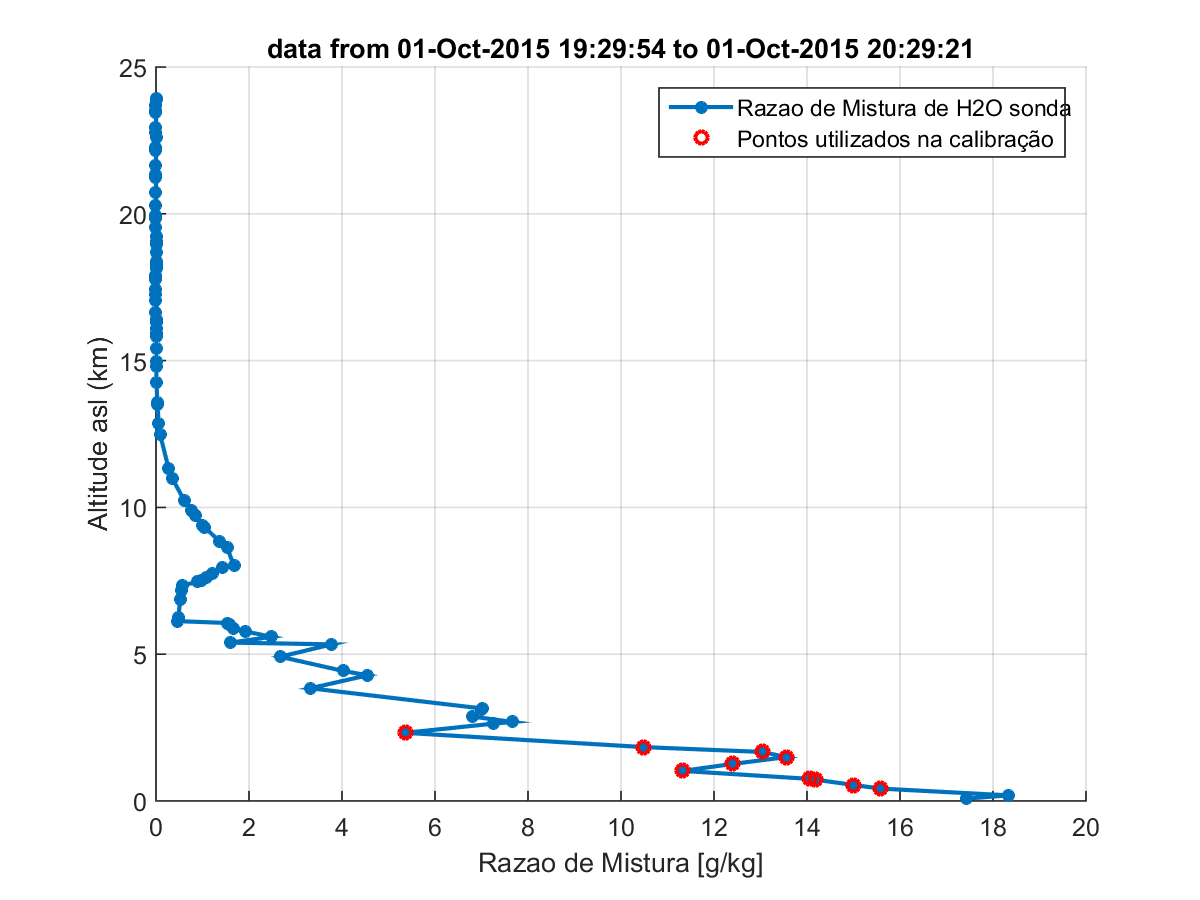 data from 01-Oct-2015 19:29:54 to 01-Oct-2015 20:29:21
Razao de Mistura de H2O sonda
Pontos utilizados na calibração
25
20
15
10
5
0
Altitude asl (km)
0 2 4 6 8 10 12 14 16 18 20
Razao de Mistura [g/kg]